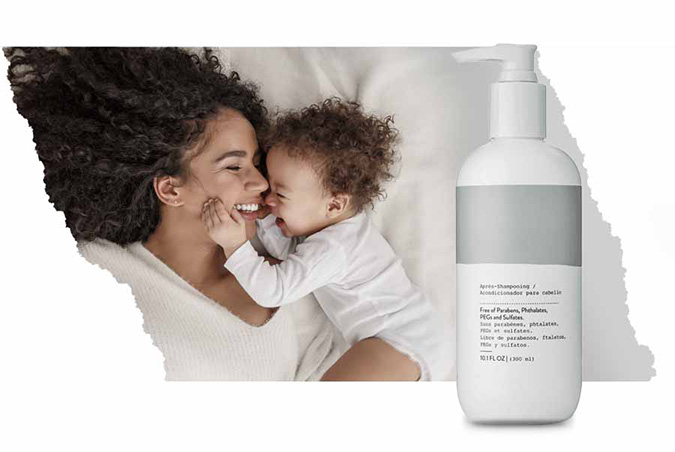 Après-Shampooing /
Acondicionador para cabello
Free of Parabens, Phthalates,
PEGs and Sulfates.
Sans parabènes, phtalates,
PEGs et sulfates.
Libre de parabenos, ftalatos,
PEGs y sulfatos.
10.1 FL OZ | (300 ml)